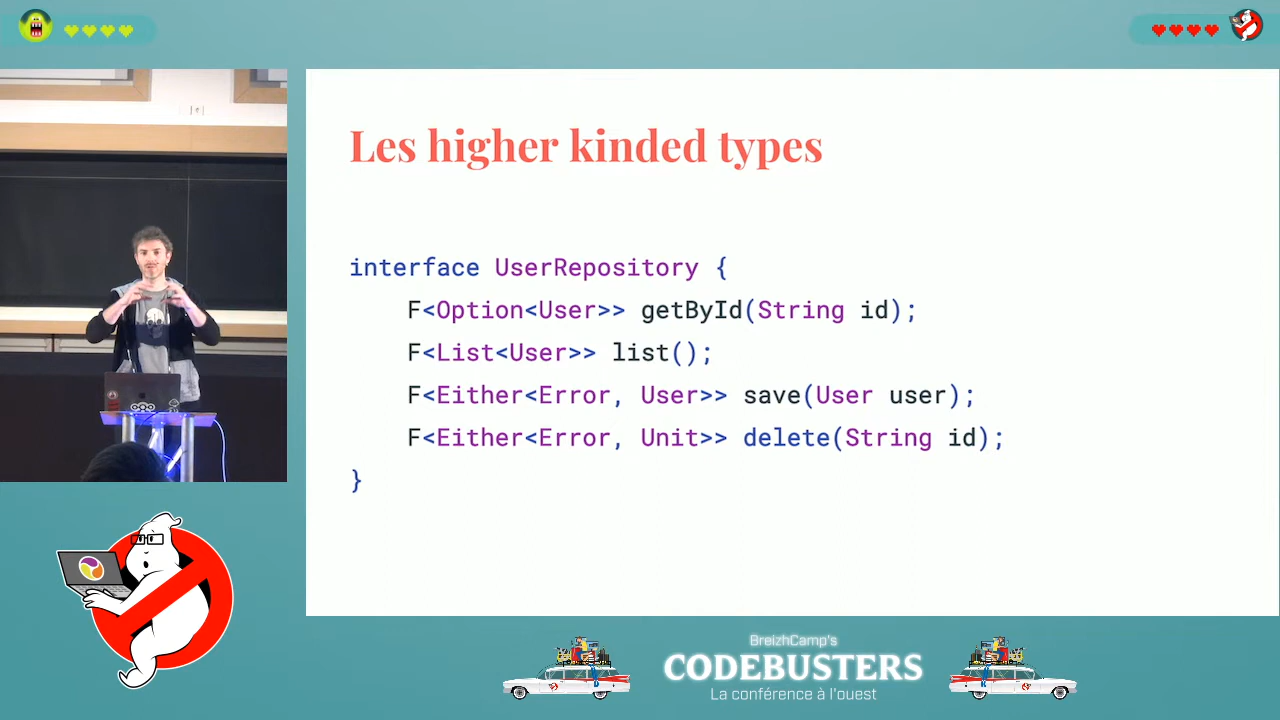 Les higher kinded types
interface UserRepository {
    F<Option<User>> getById(String id);
    F<List<User>> list();
    F<Either<Error, User>> save(User user);
    F<Either<Error, Unit>> delete(String id);
}
BreizhCamp's
CODEBUSTERS
La conférence à l'ouest